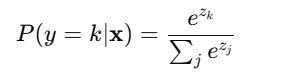 P(y = k|x) = e^{z_k} / ∑_j e^{z_j}